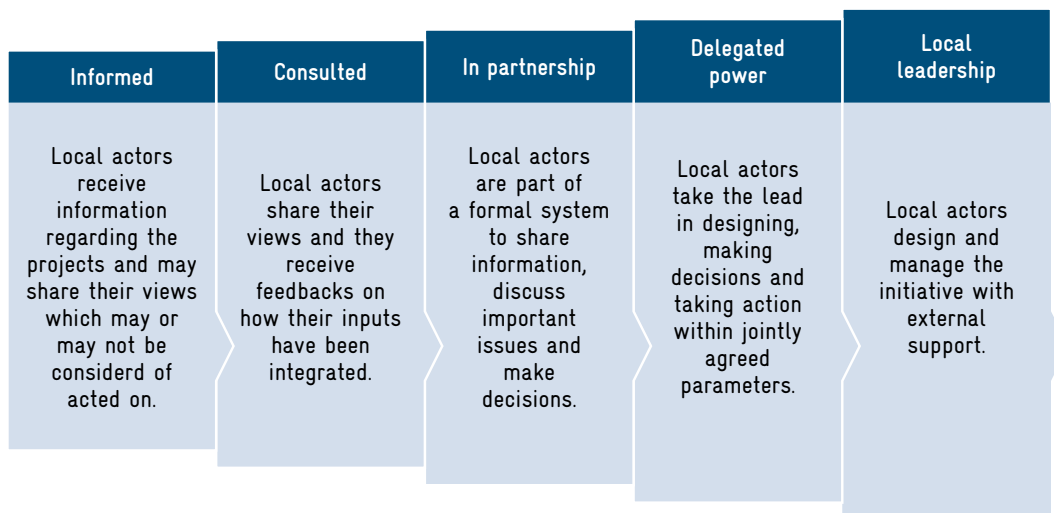 Informed
Local actors
receive
information
regarding the
projects and may
share their views
which may or
may not be
considerd of
acted on.
Consulted
Local actors
share their
views and they
receive
feedbacks on
how their inputs
have been
integrated.
In partnership
Local actors
are part of
a formal system
to share
information,
discuss
important
issues and
make
decisions.
Delegated
power
Local actors
take the lead
in designing,
making
decisions and
taking action
within jointly
agreed
parameters.
Local
leadership
Local actors
design and
manage the
initiative with
external
support.